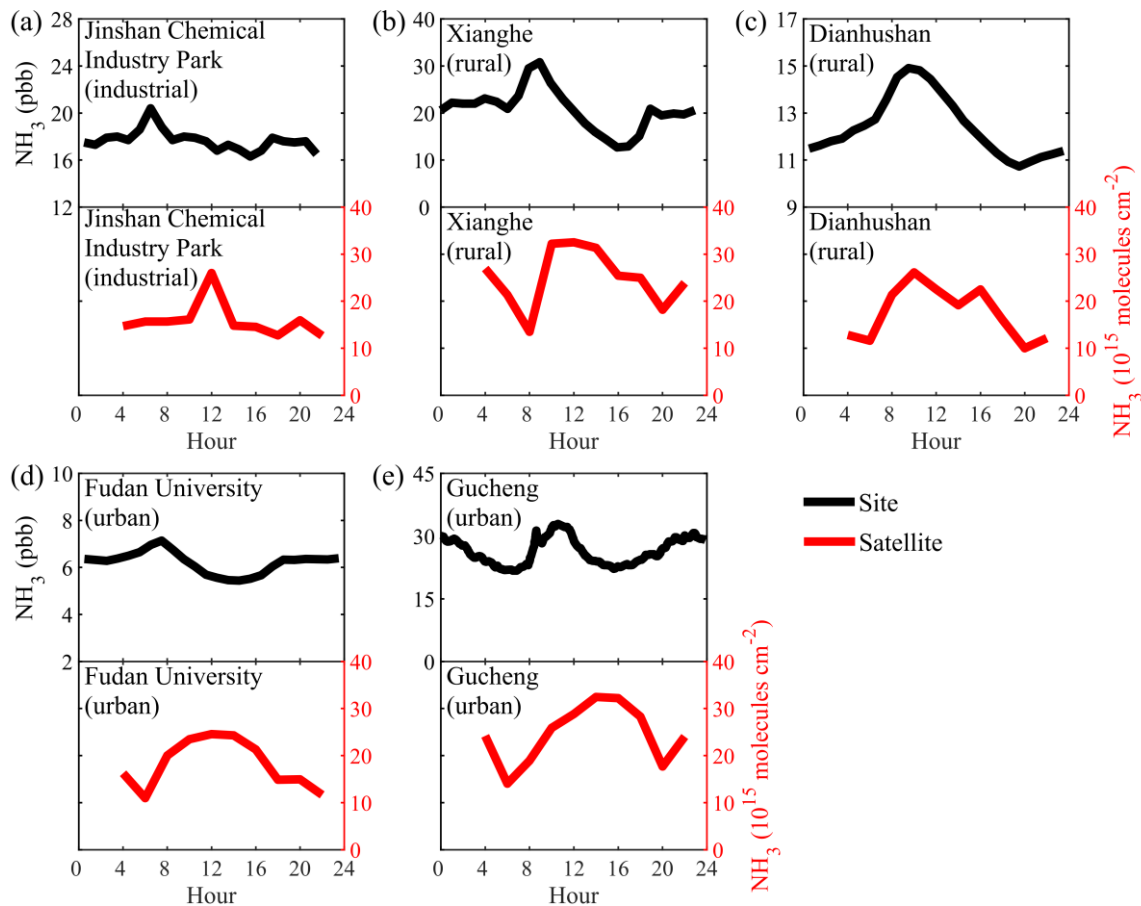 (a)
28
24
20
16
12
NH3 (pbb)
Jinshan Chemical
Industry Park
(industrial)
Jinshan Chemical
Industry Park
(industrial)
40
30
20
10
0
0 4 8 12 16 20 24
Hour
(b)
40
30
20
10
0
Xianghe
(rural)
Xianghe
(rural)
40
30
20
10
0
0 4 8 12 16 20 24
Hour
(c)
17
15
13
11
9
Dianhushan
(rural)
Dianhushan
(rural)
40
30
20
10
0
NH3 (10^15 molecules cm^-2)
0 4 8 12 16 20 24
Hour
(d)
10
8
6
4
2
NH3 (pbb)
Fudan University
(urban)
Fudan University
(urban)
40
30
20
10
0
0 4 8 12 16 20 24
Hour
(e)
45
30
15
0
Gucheng
(urban)
Gucheng
(urban)
40
30
20
10
0
NH3 (10^15 molecules cm^-2)
0 4 8 12 16 20 24
Hour
Site
Satellite